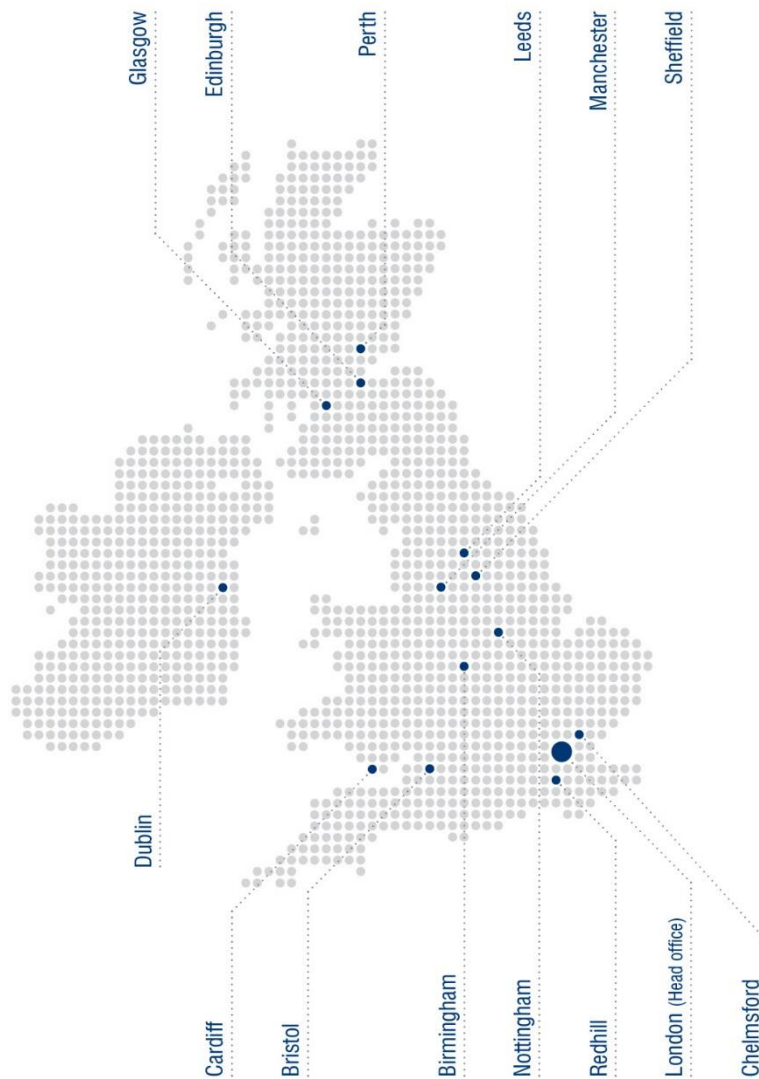 Glasgow
Edinburgh
Perth
Leeds
Manchester
Sheffield
Dublin
Cardiff
Bristol
Birmingham
Nottingham
Redhill
London (Head office)
Chelmsford